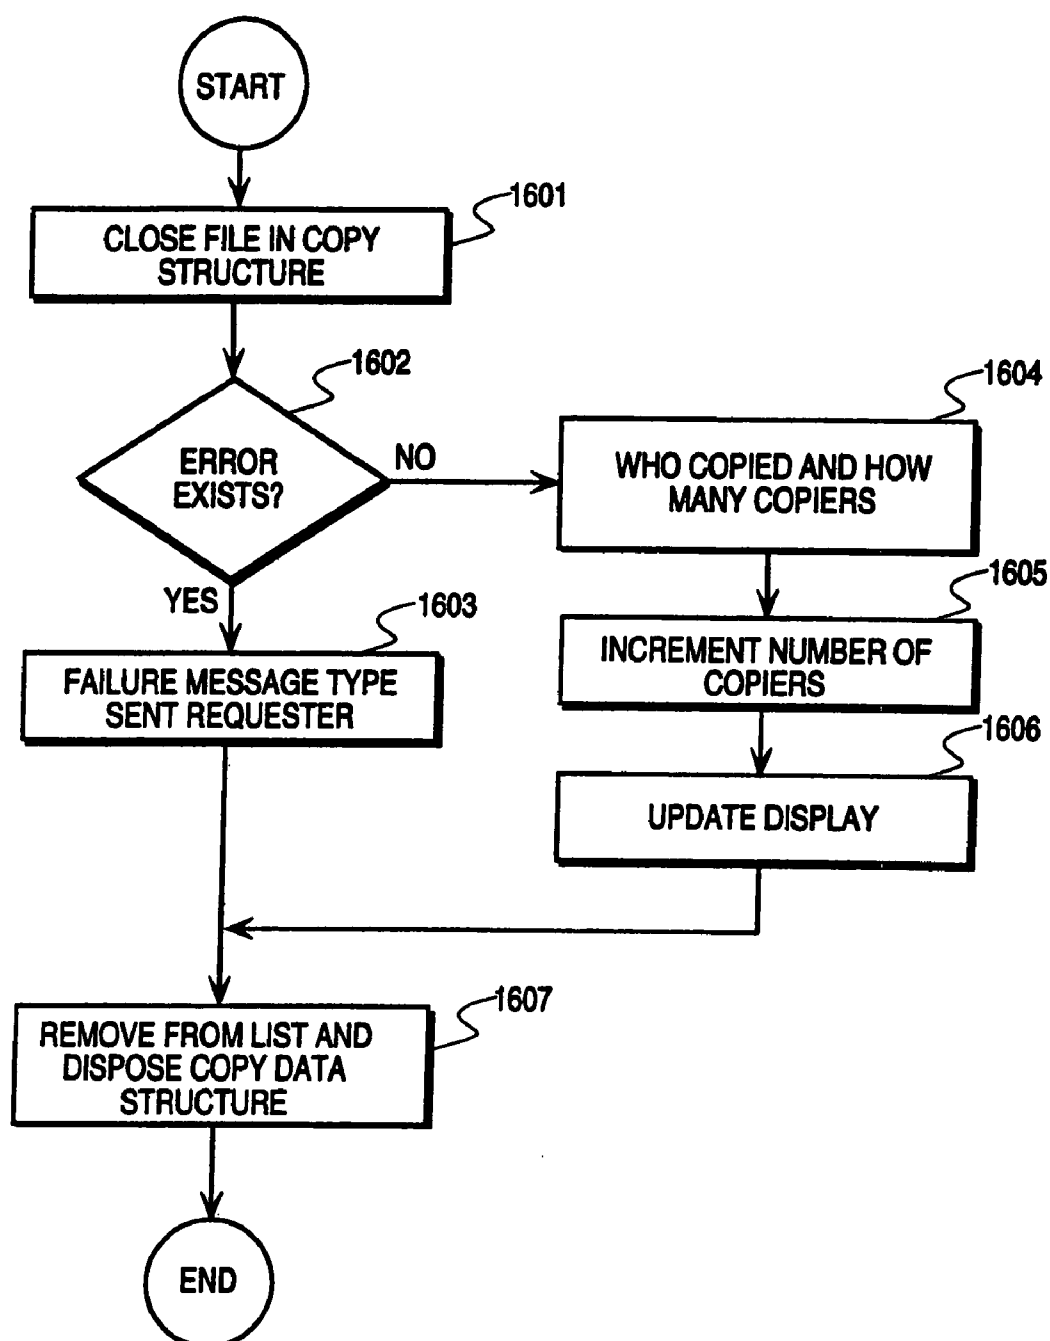 START
1601
CLOSE FILE IN COPY
STRUCTURE
1602
ERROR
EXISTS?
NO
YES
1604
WHO COPIED AND HOW
MANY COPIERS
1605
INCREMENT NUMBER OF
COPIERS
1603
FAILURE MESSAGE TYPE
SENT REQUESTER
1606
UPDATE DISPLAY
1607
REMOVE FROM LIST AND
DISPOSE COPY DATA
STRUCTURE
END